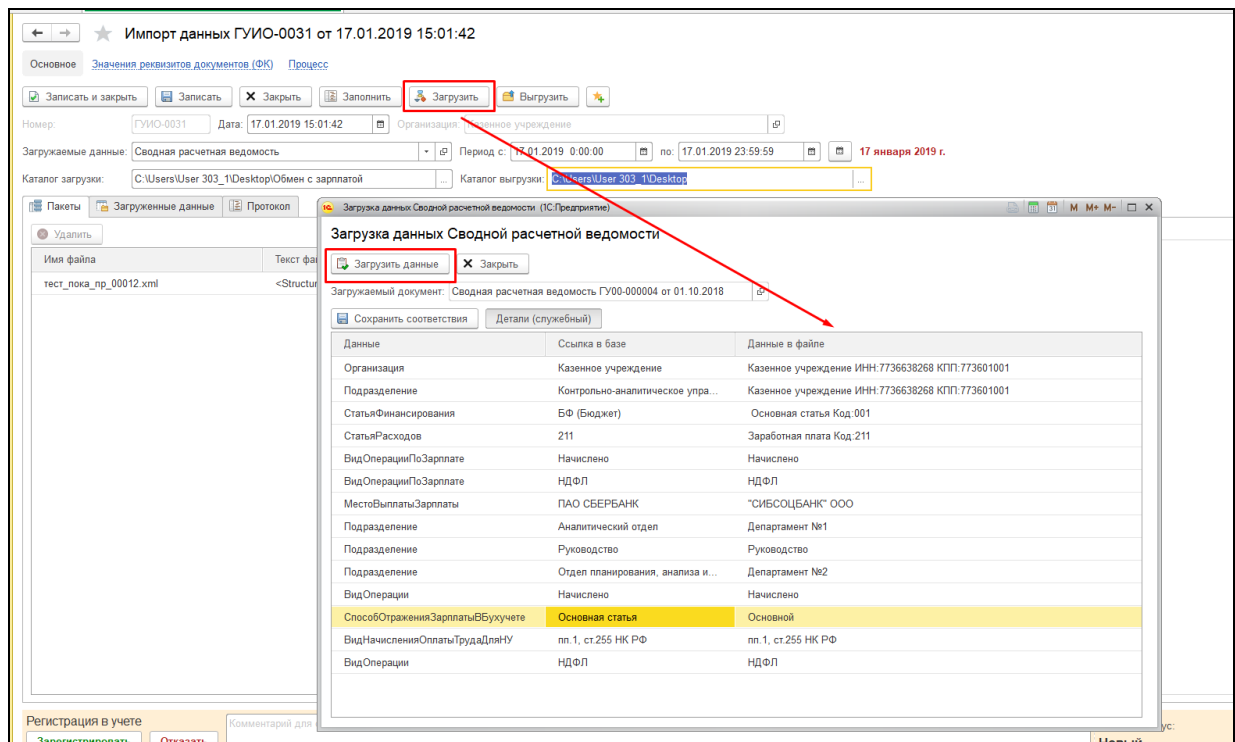 Импорт данных ГУИО-0031 от 17.01.2019 15:01:42
Основное Значения реквизитов документов (ФК) Процесс
Записать и закрыть Записать Закрыть Заполнить Загрузить Выгрузить
Номер: ГУИО-0031 Дата: 17.01.2019 15:01:42 Организация: Казенное учреждение
Загружаемые данные: Сводная расчетная ведомость Период с: 17.01.2019 0:00:00 по: 17.01.2019 23:59:59 17 января 2019 г.
Каталог загрузки: C:\Users\User 303_1\Desktop\Обмен с зарплатой ... Каталог выгрузки: C:\Users\User 303_1\Desktop ...
Пакеты Загруженные данные Протокол
Удалить
Имя файла Текст фа
тест_пока_пр_00012.xml <Structur
Загрузка данных Сводной расчетной ведомости (1С:Предприятие) M M+ M-
Загрузка данных Сводной расчетной ведомости
Загрузить данные Закрыть
Загружаемый документ: Сводная расчетная ведомость ГУ00-000004 от 01.10.2018
Сохранить соответствия Детали (служебный)
Данные Ссылка в базе Данные в файле
Организация Казенное учреждение Казенное учреждение ИНН:7736638268 КПП:773601001
Подразделение Контрольно-аналитическое упра... Казенное учреждение ИНН:7736638268 КПП:773601001
СтатьяФинансирования БФ (Бюджет) Основная статья Код:001
СтатьяРасходов 211 Заработная плата Код:211
ВидОперацииПоЗарплате Начислено Начислено
ВидОперацииПоЗарплате НДФЛ НДФЛ
МестоВыплатыЗарплаты ПАО СБЕРБАНК "СИБСОЦБАНК" ООО
Подразделение Аналитический отдел Департамент №1
Подразделение Руководство Руководство
Подразделение Отдел планирования, анализа и... Департамент №2
ВидОперации Начислено Начислено
СпособОтраженияЗарплатыВБухучете Основная статья Основной
ВидНачисленияОплатыТрудаДляНУ пп.1, ст.255 НК РФ пп.1, ст.255 НК РФ
ВидОперации НДФЛ НДФЛ
Регистрация в учете Комментарий для ус:
Зарегистрировать Отказать Новый